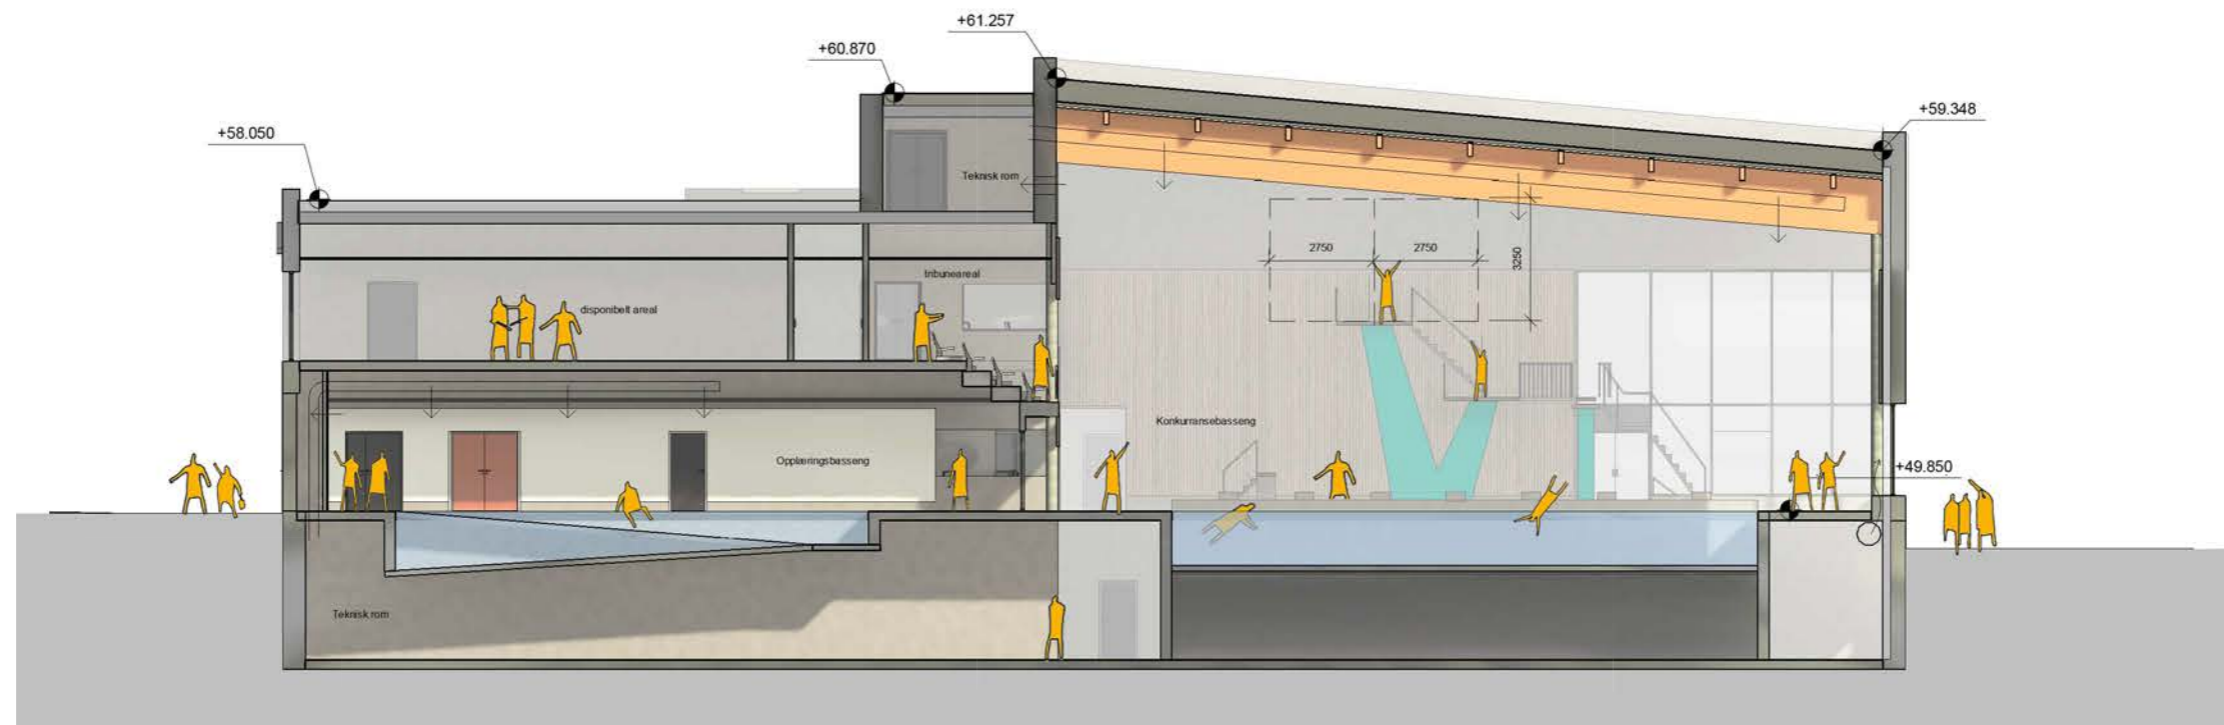 +61.257
+60.870
+59.348
+58.050
Teknisk rom
2750
2750
3250
tribuneareal
disponibelt areal
Konkurransebasseng
Opplæringsbasseng
+49.850
Teknisk rom